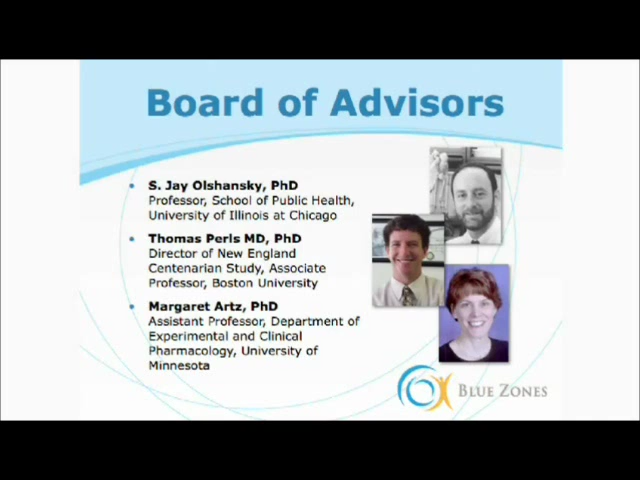 Board of Advisors
• S. Jay Olshansky, PhD
Professor, School of Public Health,
University of Illinois at Chicago
• Thomas Perls MD, PhD
Director of New England
Centenarian Study, Associate
Professor, Boston University
• Margaret Artz, PhD
Assistant Professor, Department of
Experimental and Clinical
Pharmacology, University of
Minnesota
BLUE ZONES